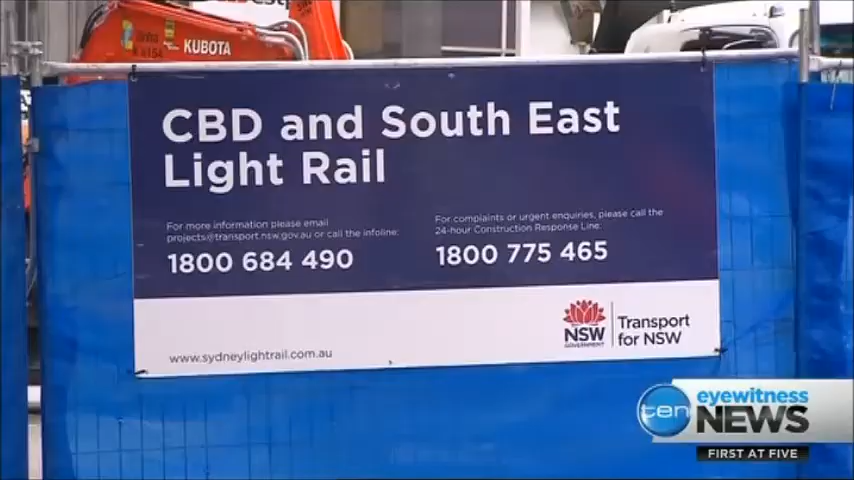 KUBOTA
CBD and South East
Light Rail
For more information please email
projects@transport.nsw.gov.au or call the infoline:
1800 684 490
For complaints or urgent enquiries, please call the
24-hour Construction Response Line:
1800 775 465
www.sydneylightrail.com.au
NSW
GOVERNMENT
Transport
for NSW
ten
eyewitness
NEWS
FIRST AT FIVE